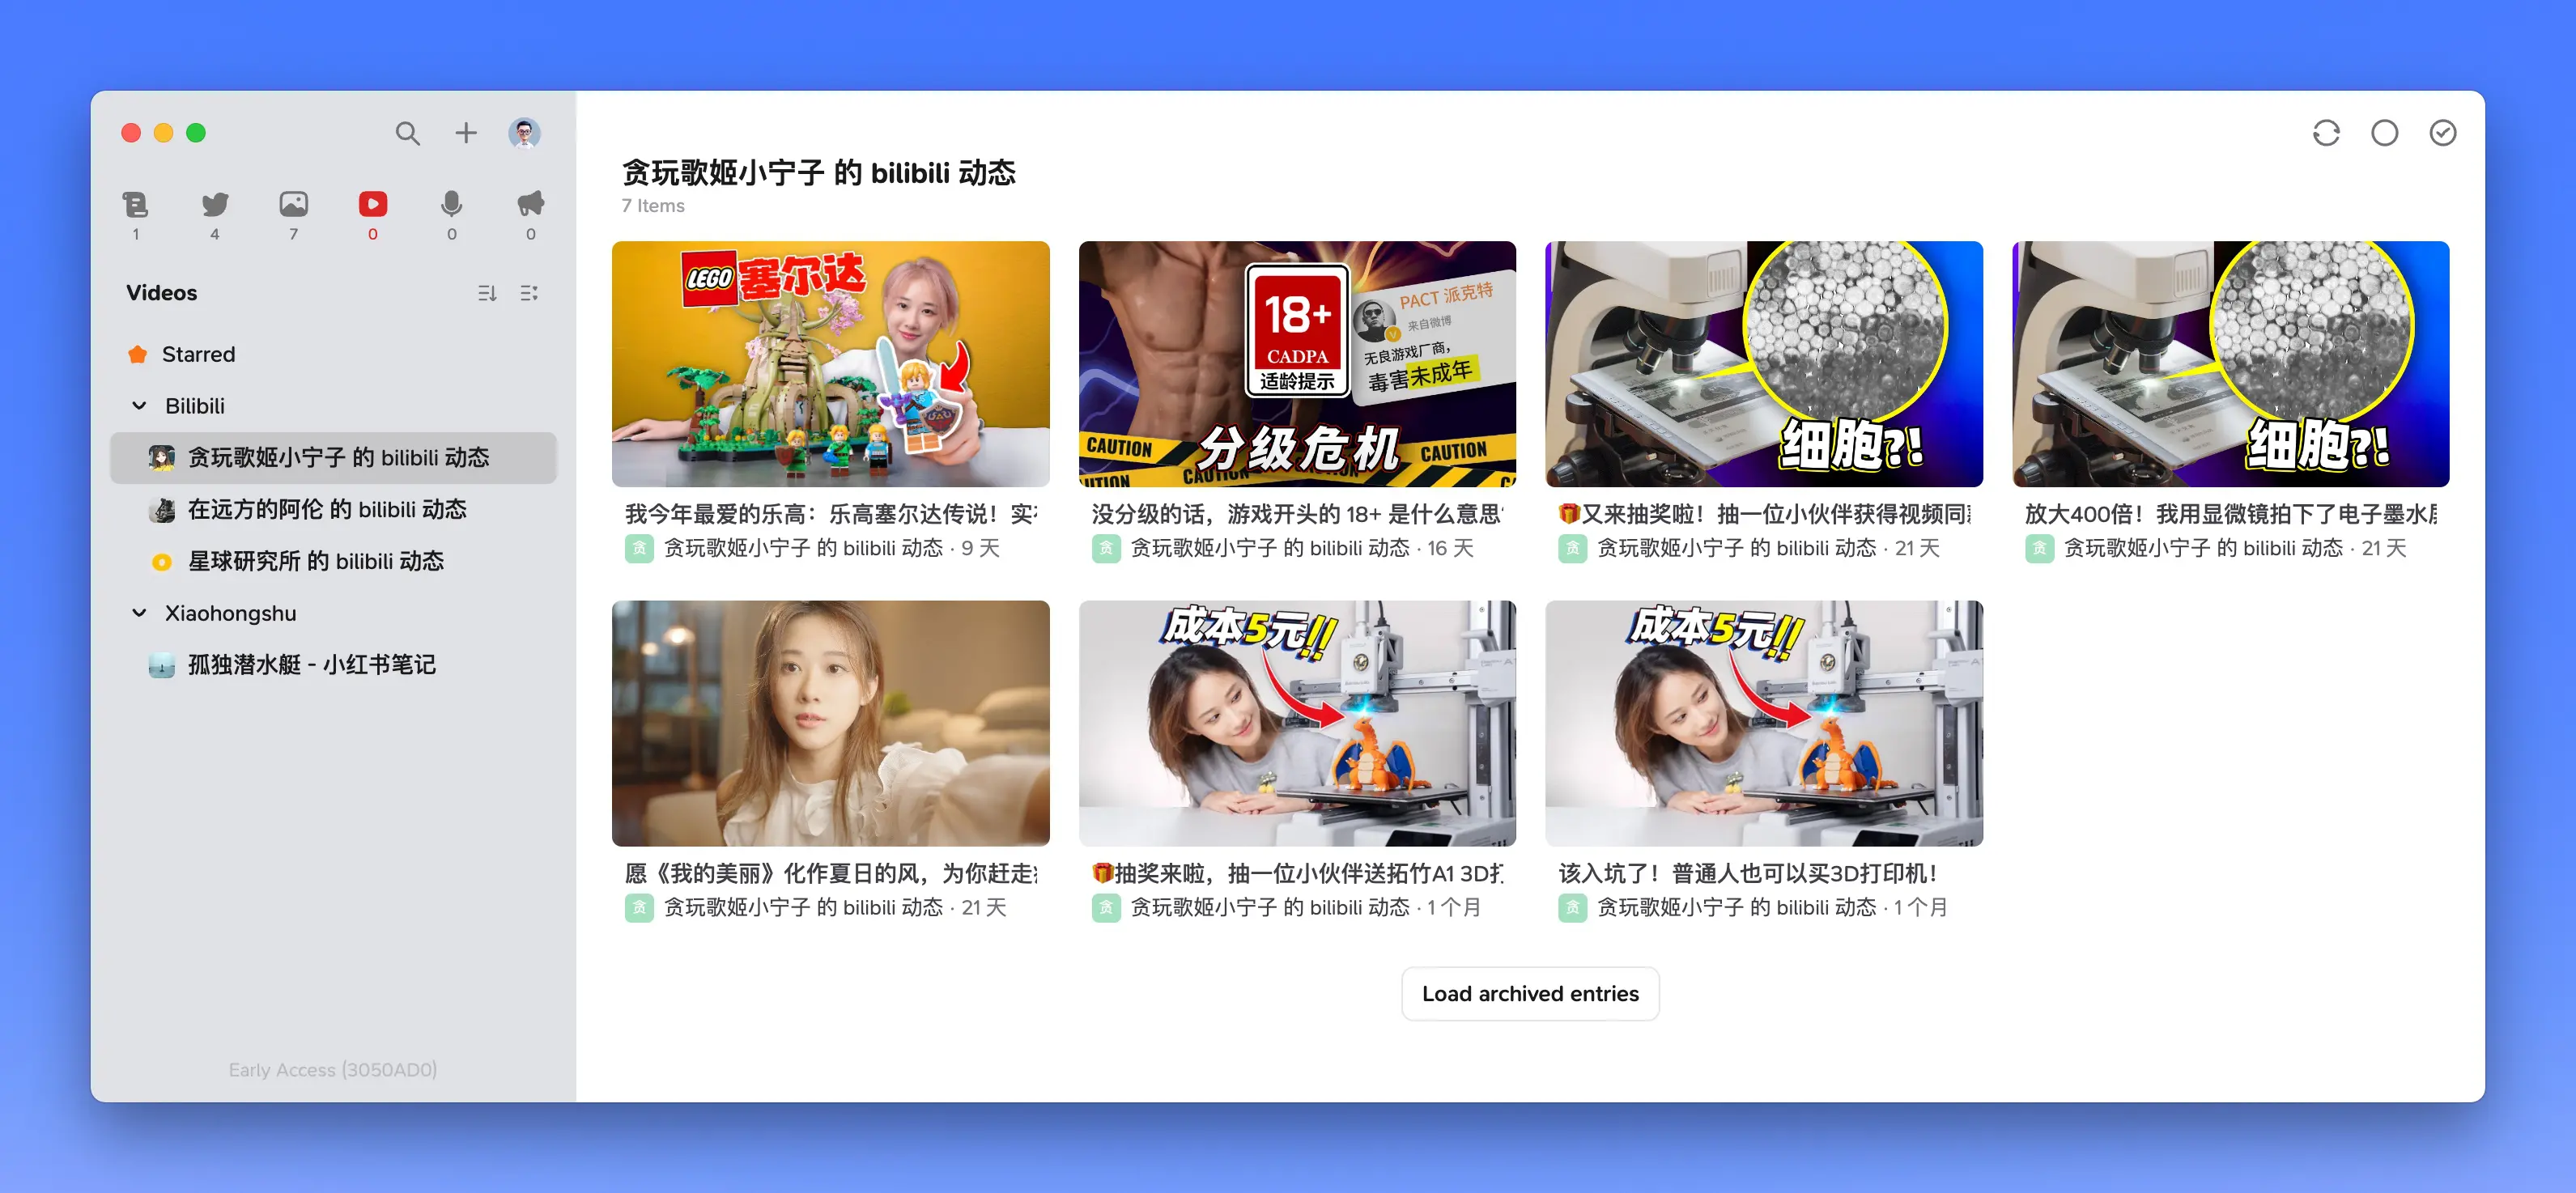 1
4
7
0
0
0
Videos
Starred
Bilibili
贪玩歌姬小宁子 的 bilibili 动态
在远方的阿伦 的 bilibili 动态
星球研究所 的 bilibili 动态
Xiaohongshu
孤独潜水艇 - 小红书笔记
Early Access (3050AD0)
贪玩歌姬小宁子 的 bilibili 动态
7 Items
LEGO 塞尔达
我今年最爱的乐高：乐高塞尔达传说！实
贪 贪玩歌姬小宁子 的 bilibili 动态 · 9 天
18+
CADPA
适龄提示
PACT 派克特
来自微博
无良游戏厂商，
毒害未成年
CAUTION
分级危机
CAUTION
CAUTION
没分级的话，游戏开头的 18+ 是什么意思
贪 贪玩歌姬小宁子 的 bilibili 动态 · 16 天
细胞?!
🎁又来抽奖啦！抽一位小伙伴获得视频同
贪 贪玩歌姬小宁子 的 bilibili 动态 · 21 天
细胞?!
放大400倍！我用显微镜拍下了电子墨水
贪 贪玩歌姬小宁子 的 bilibili 动态 · 21 天
愿《我的美丽》化作夏日的风，为你赶走
贪 贪玩歌姬小宁子 的 bilibili 动态 · 21 天
成本5元!!
🎁抽奖来啦，抽一位小伙伴送拓竹A1 3D打
贪 贪玩歌姬小宁子 的 bilibili 动态 · 1 个月
成本5元!!
该入坑了！普通人也可以买3D打印机！
贪 贪玩歌姬小宁子 的 bilibili 动态 · 1 个月
Load archived entries